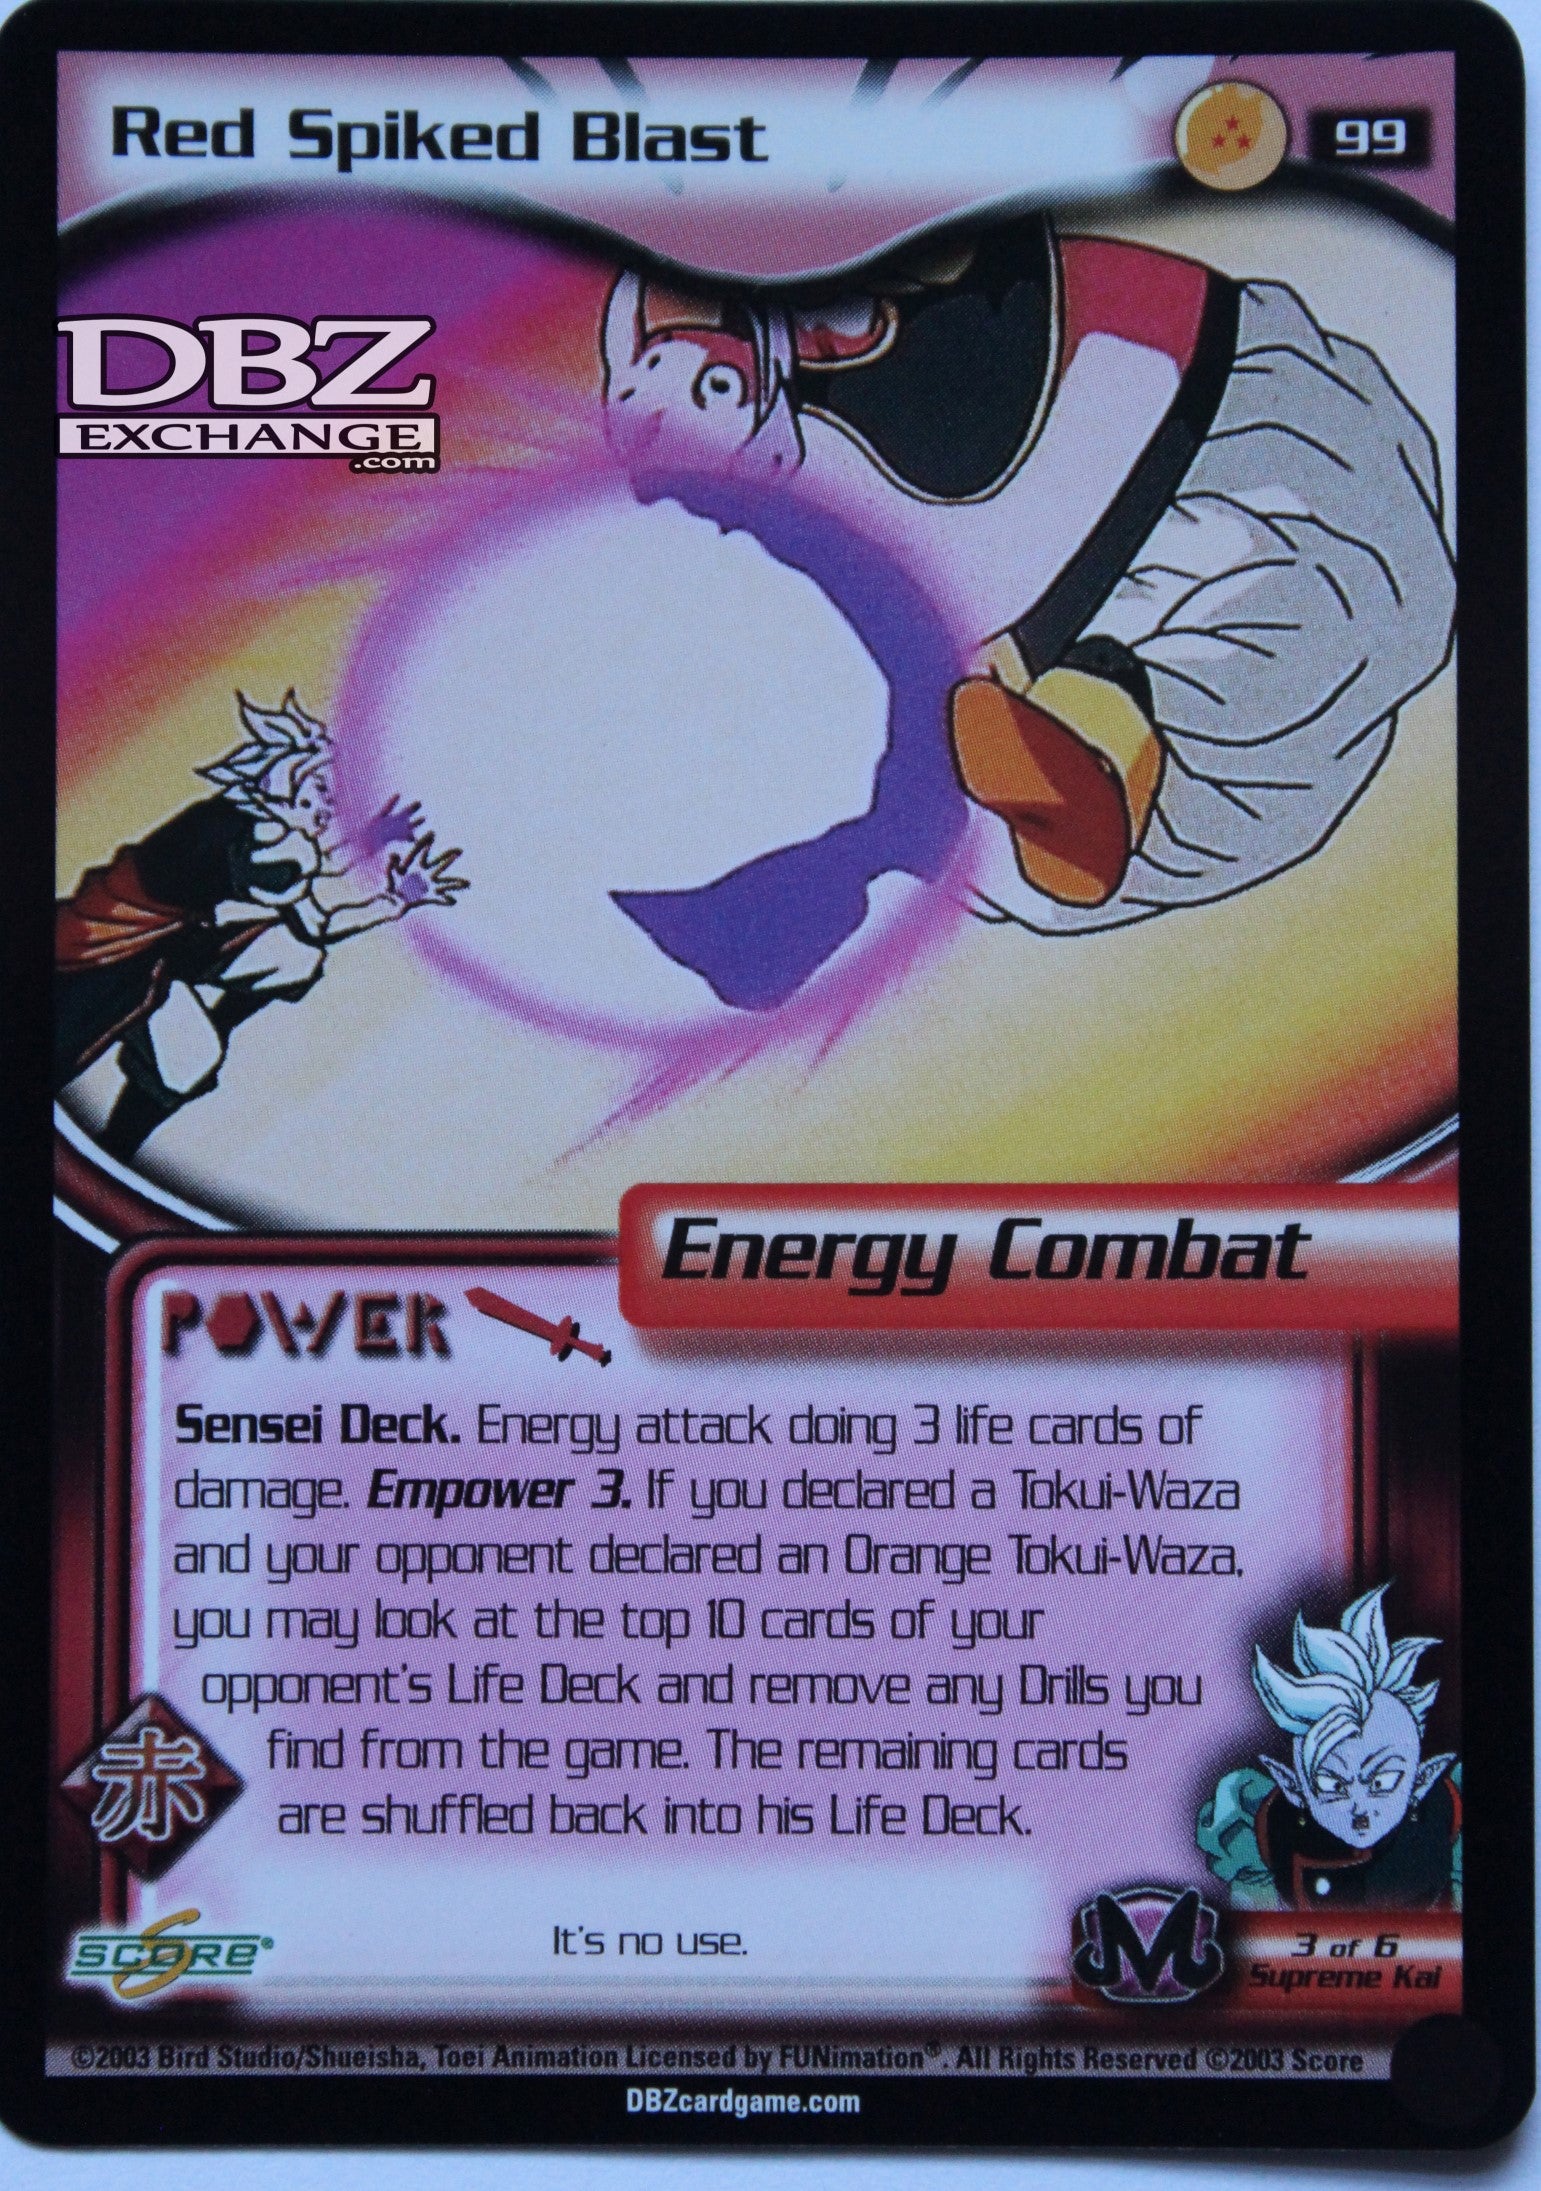 Red Spiked Blast
99
DBZ
EXCHANGE
.com
Energy Combat
POWER
Sensei Deck. Energy attack doing 3 life cards of
damage. Empower 3. If you declared a Tokui-Waza
and your opponent declared an Orange Tokui-Waza,
you may look at the top 10 cards of your
opponent's Life Deck and remove any Drills you
find from the game. The remaining cards
are shuffled back into his Life Deck.
赤
It's no use.
SCORE®
M
3 of 6
Supreme Kai
©2003 Bird Studio/Shueisha, Toei Animation Licensed by FUNimation®. All Rights Reserved ©2003 Score
DBZcardgame.com